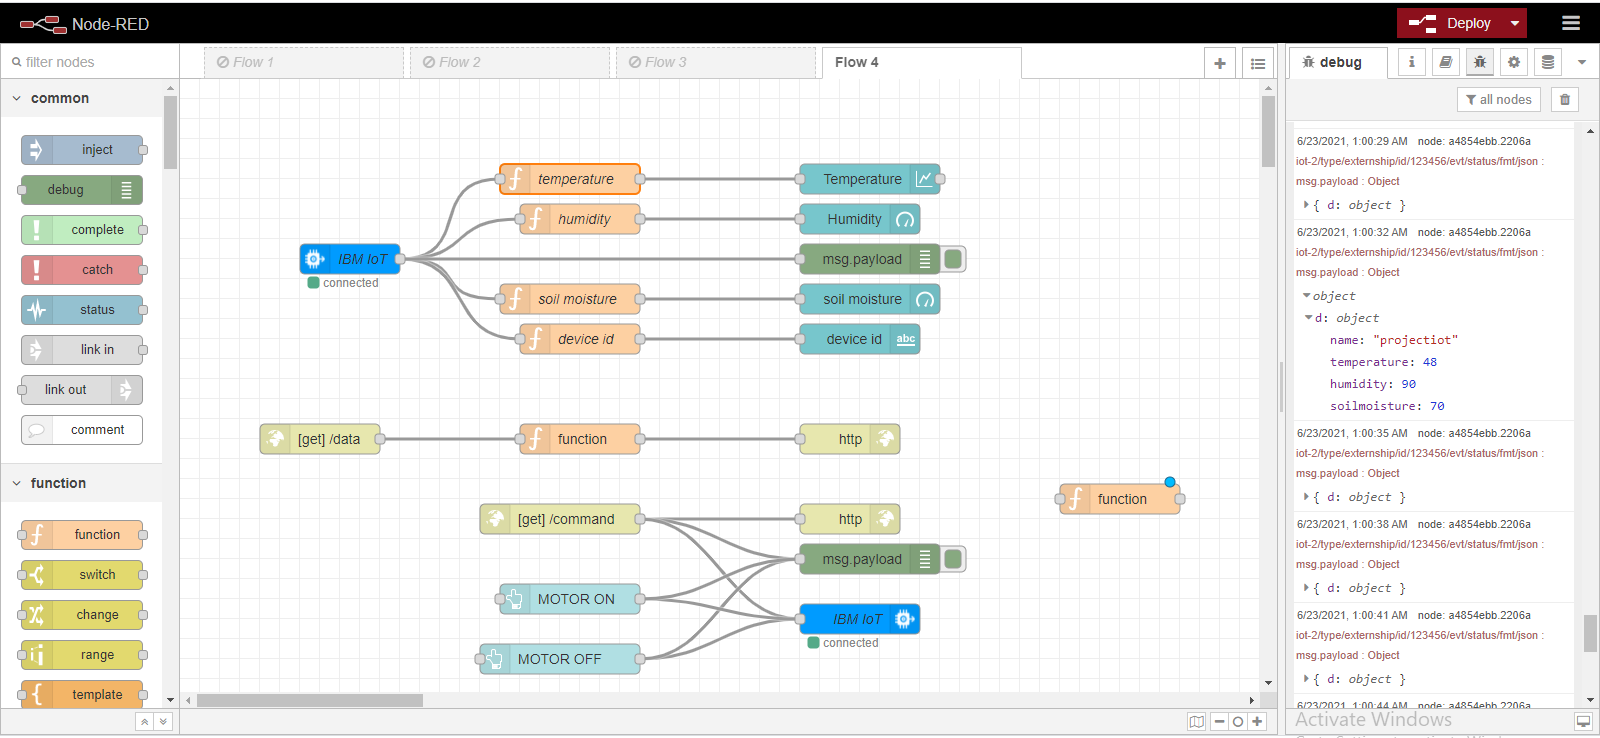 Node-RED
Deploy
filter nodes
Flow 1
Flow 2
Flow 3
Flow 4
debug
i
all nodes
common
inject
debug
complete
catch
status
link in
link out
comment
function
function
switch
change
range
template
temperature
Temperature
humidity
Humidity
IBM IoT
connected
msg.payload
soil moisture
soil moisture
device id
device id
abc
[get] /data
function
http
function
[get] /command
http
msg.payload
MOTOR ON
IBM IoT
connected
MOTOR OFF
6/23/2021, 1:00:29 AM node: a4854ebb.2206a
iot-2/type/externship/id/123456/evt/status/fmt/json :
msg.payload : Object
{ d: object }
6/23/2021, 1:00:32 AM node: a4854ebb.2206a
iot-2/type/externship/id/123456/evt/status/fmt/json :
msg.payload : Object
object
d: object
name: "projectiot"
temperature: 48
humidity: 90
soilmoisture: 70
6/23/2021, 1:00:35 AM node: a4854ebb.2206a
iot-2/type/externship/id/123456/evt/status/fmt/json :
msg.payload : Object
{ d: object }
6/23/2021, 1:00:38 AM node: a4854ebb.2206a
iot-2/type/externship/id/123456/evt/status/fmt/json :
msg.payload : Object
{ d: object }
6/23/2021, 1:00:41 AM node: a4854ebb.2206a
iot-2/type/externship/id/123456/evt/status/fmt/json :
msg.payload : Object
{ d: object }
6/23/2021, 1:00:44 AM node: a4854ebb.2206a
Activate Windows